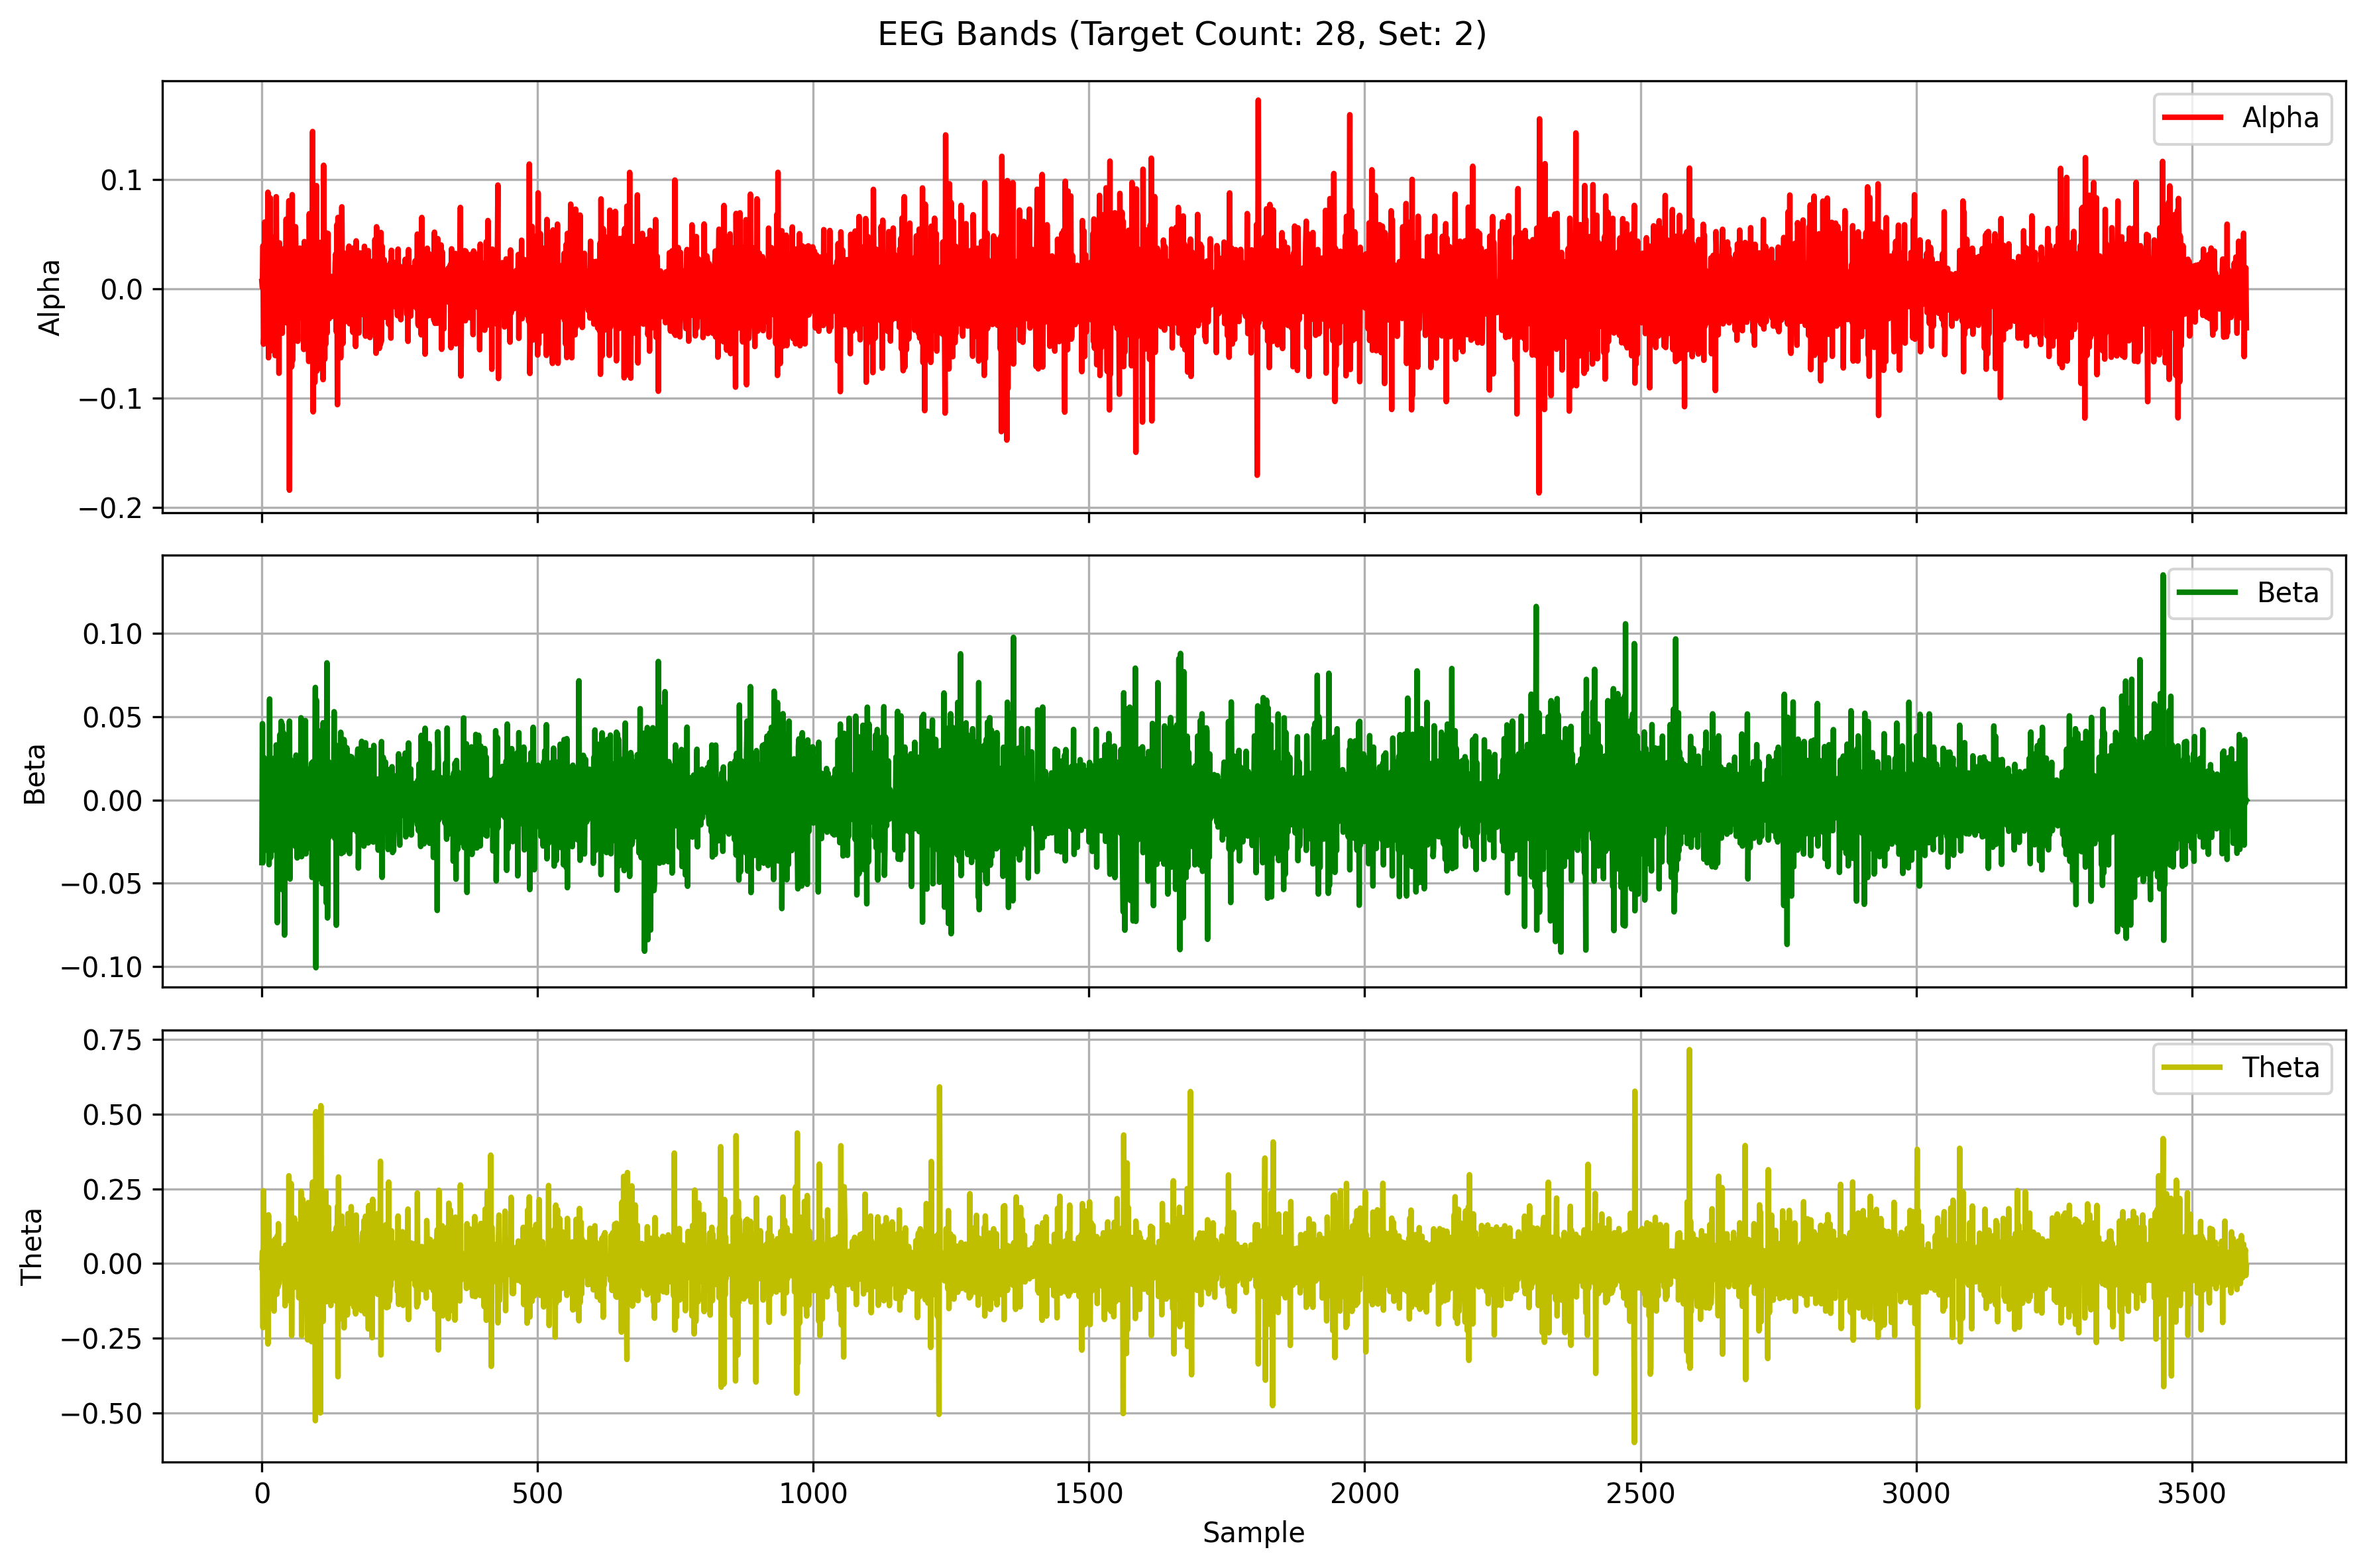 EEG Bands (Target Count: 28, Set: 2)
Alpha
0.1
0.0
−0.1
−0.2
Alpha
Beta
0.10
0.05
0.00
−0.05
−0.10
Beta
Theta
0.75
0.50
0.25
0.00
−0.25
−0.50
Theta
0 500 1000 1500 2000 2500 3000 3500
Sample